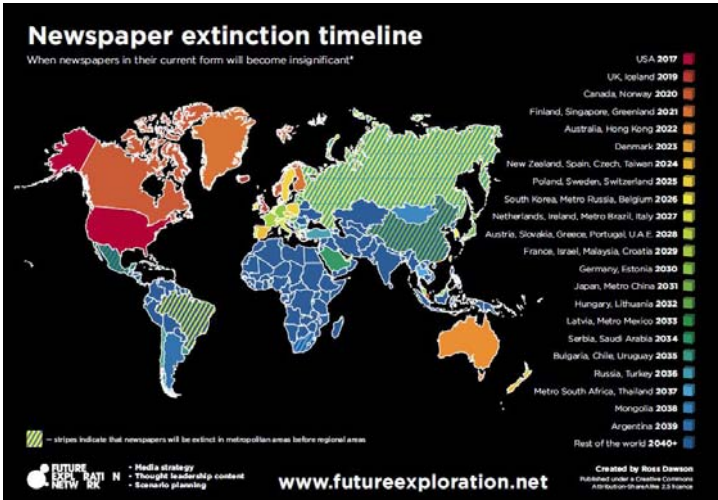 Newspaper extinction timeline
When newspapers in their current form will become insignificant*
USA 2017
UK, Iceland 2019
Canada, Norway 2020
Finland, Singapore, Greenland 2021
Australia, Hong Kong 2022
Denmark 2023
New Zealand, Spain, Czech, Taiwan 2024
Poland, Sweden, Switzerland 2025
South Korea, Metro Russia, Belgium 2026
Netherlands, Ireland, Metro Brazil, Italy 2027
Austria, Slovakia, Greece, Portugal, U.A.E. 2028
France, Israel, Malaysia, Croatia 2029
Germany, Estonia 2030
Japan, Metro China 2031
Hungary, Lithuania 2032
Latvia, Metro Mexico 2033
Serbia, Saudi Arabia 2034
Bulgaria, Chile, Uruguay 2035
Russia, Turkey 2036
Metro South Africa, Thailand 2037
Mongolia 2038
Argentina 2039
Rest of the world 2040+
— stripes indicate that newspapers will be extinct in metropolitan areas before regional areas
FUTURE
EXPLORATION
NETWORK
• Media strategy
• Thought leadership content
• Scenario planning
www.futureexploration.net
Created by Ross Dawson
Published under a Creative Commons
Attribution-ShareAlike 2.5 licence